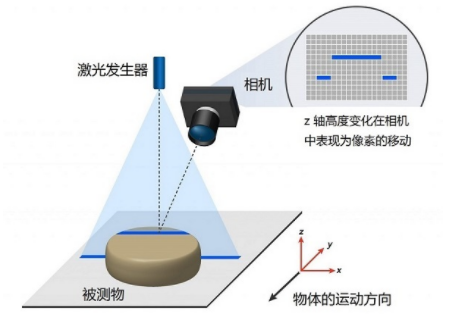 激光发生器
相机
z 轴高度变化在相机
中表现为像素的移动
被测物
z
y
x
物体的运动方向